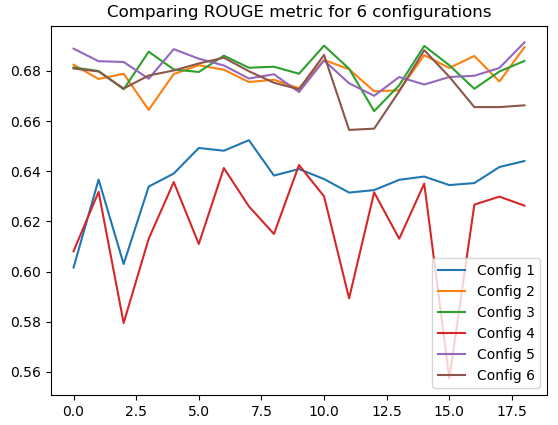 Comparing ROUGE metric for 6 configurations
0.68
0.66
0.64
0.62
0.60
0.58
0.56
Config 1
Config 2
Config 3
Config 4
Config 5
Config 6
0.0 2.5 5.0 7.5 10.0 12.5 15.0 17.5